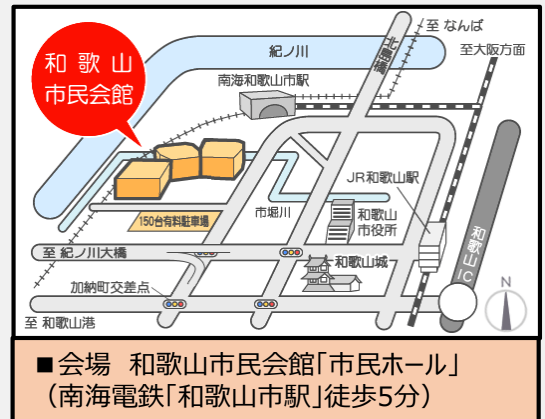 和歌山
市民会館
至 なんば
北島橋
紀ノ川
至大阪方面
南海和歌山市駅
JR和歌山駅
市堀川
和歌山
市役所
150台有料駐車場
和歌山IC
至 紀ノ川大橋
和歌山城
加納町交差点
N
至 和歌山港
■会場 和歌山市民会館「市民ホール」
（南海電鉄「和歌山市駅」徒歩5分）